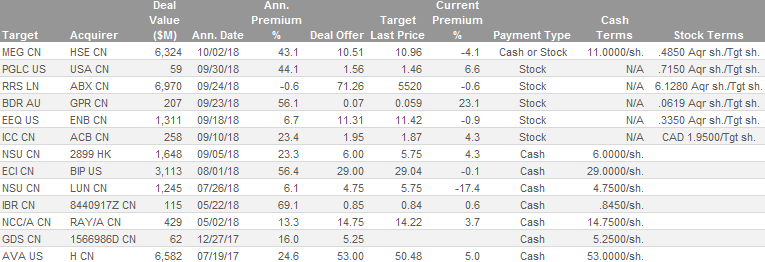 Deal Ann. Current
Value Premium Target Premium Cash
Target Acquirer ($M) Ann. Date % Deal Offer Last Price % Payment Type Terms Stock Terms
MEG CN HSE CN 6,324 10/02/18 43.1 10.51 10.96 -4.1 Cash or Stock 11.0000/sh. .4850 Aqr sh./Tgt sh.
PGLC US USA CN 59 09/30/18 44.1 1.56 1.46 6.6 Stock N/A .7150 Aqr sh./Tgt sh.
RRS LN ABX CN 6,970 09/24/18 -0.6 71.26 5520 -0.6 Stock N/A 6.1280 Aqr sh./Tgt sh.
BDR AU GPR CN 207 09/23/18 56.1 0.07 0.059 23.1 Stock N/A .0619 Aqr sh./Tgt sh.
EEQ US ENB CN 1,311 09/18/18 6.7 11.31 11.42 -0.9 Stock N/A .3350 Aqr sh./Tgt sh.
ICC CN ACB CN 258 09/10/18 23.4 1.95 1.87 4.3 Stock N/A CAD 1.9500/Tgt sh.
NSU CN 2899 HK 1,648 09/05/18 23.3 6.00 5.75 4.3 Cash 6.0000/sh.
ECI CN BIP US 3,113 08/01/18 56.4 29.00 29.04 -0.1 Cash 29.0000/sh.
NSU CN LUN CN 1,245 07/26/18 6.1 4.75 5.75 -17.4 Cash 4.7500/sh.
IBR CN 8440917Z CN 115 05/22/18 69.1 0.85 0.84 0.6 Cash .8450/sh.
NCC/A CN RAY/A CN 429 05/02/18 13.3 14.75 14.22 3.7 Cash 14.7500/sh.
GDS CN 1566986D CN 62 12/27/17 16.0 5.25 Cash 5.2500/sh.
AVA US H CN 6,582 07/19/17 24.6 53.00 50.48 5.0 Cash 53.0000/sh.